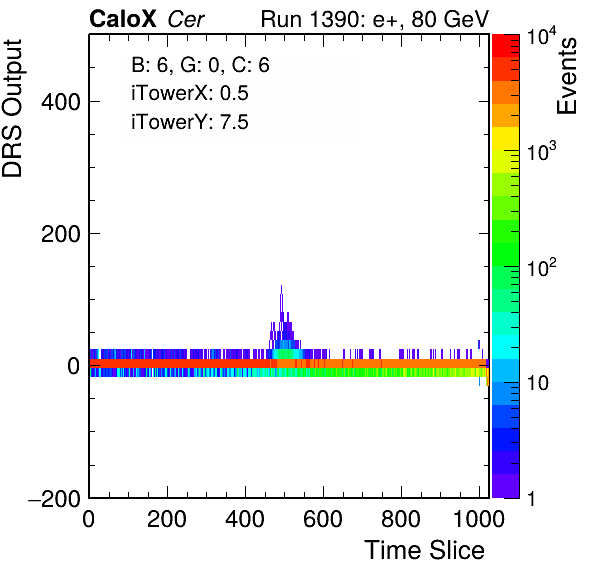 CaloX Cer Run 1390: e+, 80 GeV
B: 6, G: 0, C: 6
iTowerX: 0.5
iTowerY: 7.5
DRS Output
400
200
0
−200
0 200 400 600 800 1000
Time Slice
Events
10⁴
10³
10²
10
1